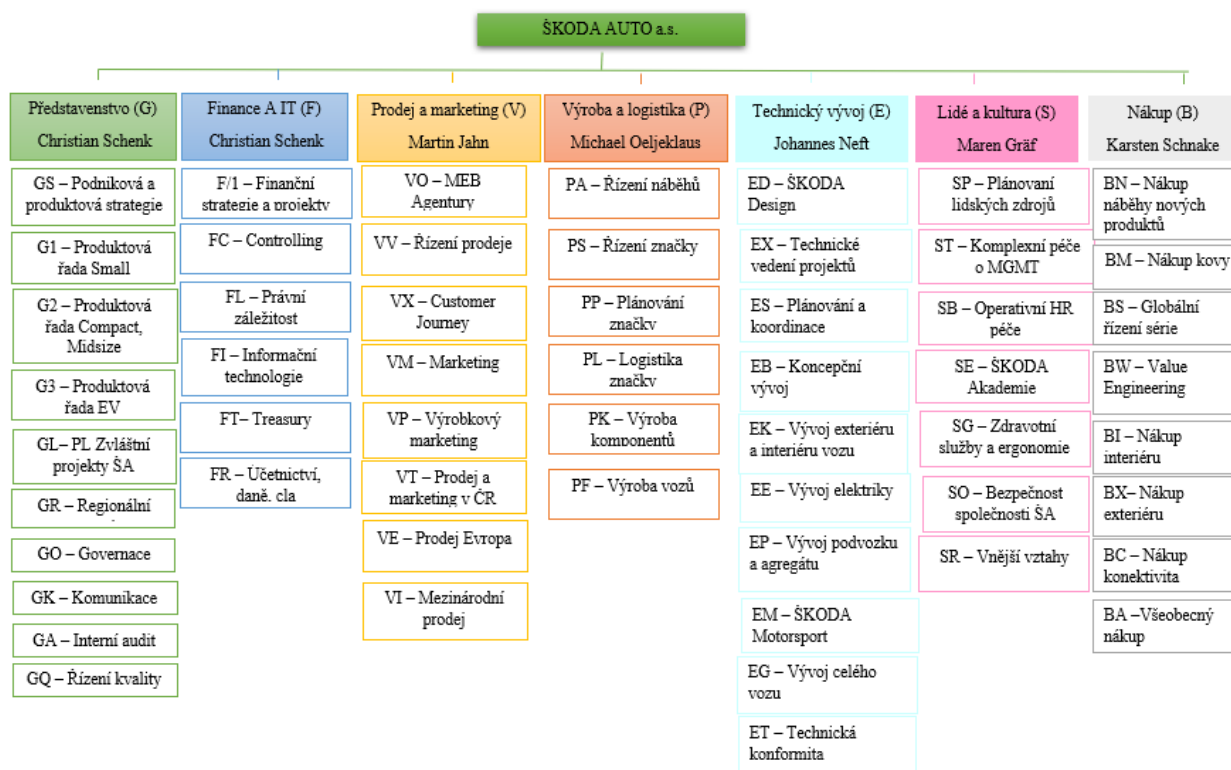 ŠKODA AUTO a.s.
Představenstvo (G)
Christian Schenk
GS – Podniková a
produktová strategie
G1 – Produktová
řada Small
G2 – Produktová
řada Compact,
Midsize
G3 – Produktová
řada EV
GL– PL Zvláštní
projekty ŠA
GR – Regionální
GO – Governace
GK – Komunikace
GA – Interní audit
GQ – Řízení kvality
Finance A IT (F)
Christian Schenk
F/1 – Finanční
strategie a projekty
FC – Controlling
FL – Právní
záležitost
FI – Informační
technologie
FT– Treasury
FR – Účetnictví,
daně, cla
Prodej a marketing (V)
Martin Jahn
VO – MEB
Agentury
VV – Řízení prodeje
VX – Customer
Journey
VM – Marketing
VP – Výrobkový
marketing
VT – Prodej a
marketing v ČR
VE – Prodej Evropa
VI – Mezinárodní
prodej
Výroba a logistika (P)
Michael Oeljeklaus
PA – Řízení náběhů
PS – Řízení značky
PP – Plánování
značky
PL – Logistika
značky
PK – Výroba
komponentů
PF – Výroba vozů
Technický vývoj (E)
Johannes Neft
ED – ŠKODA
Design
EX – Technické
vedení projektů
ES – Plánování a
koordinace
EB – Koncepční
vývoj
EK – Vývoj exteriéru
a interiéru vozu
EE – Vývoj elektriky
EP – Vývoj podvozku
a agregátu
EM – ŠKODA
Motorsport
EG – Vývoj celého
vozu
ET – Technická
konformita
Lidé a kultura (S)
Maren Gräf
SP – Plánovaní
lidských zdrojů
ST – Komplexní péče
o MGMT
SB – Operativní HR
péče
SE – ŠKODA
Akademie
SG – Zdravotní
služby a ergonomie
SO – Bezpečnost
společnosti ŠA
SR – Vnější vztahy
Nákup (B)
Karsten Schnake
BN – Nákup
náběhy nových
produktů
BM – Nákup kovy
BS – Globální
řízení série
BW – Value
Engineering
BI – Nákup
interiéru
BX– Nákup
exteriéru
BC – Nákup
konektivita
BA –Všeobecný
nákup